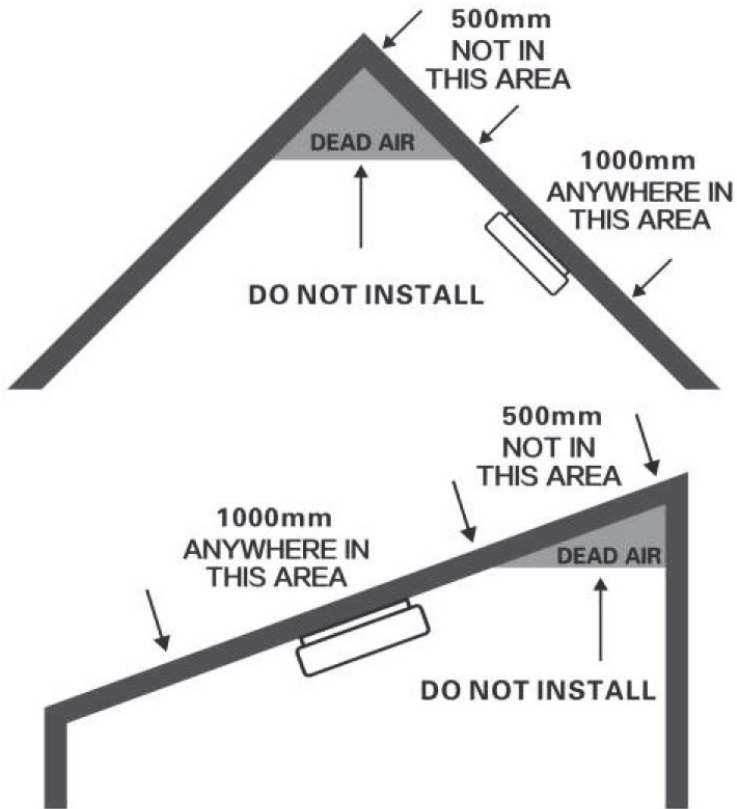 500mm
NOT IN
THIS AREA
DEAD AIR
1000mm
ANYWHERE IN
THIS AREA
DO NOT INSTALL
500mm
NOT IN
THIS AREA
1000mm
ANYWHERE IN
THIS AREA
DEAD AIR
DO NOT INSTALL